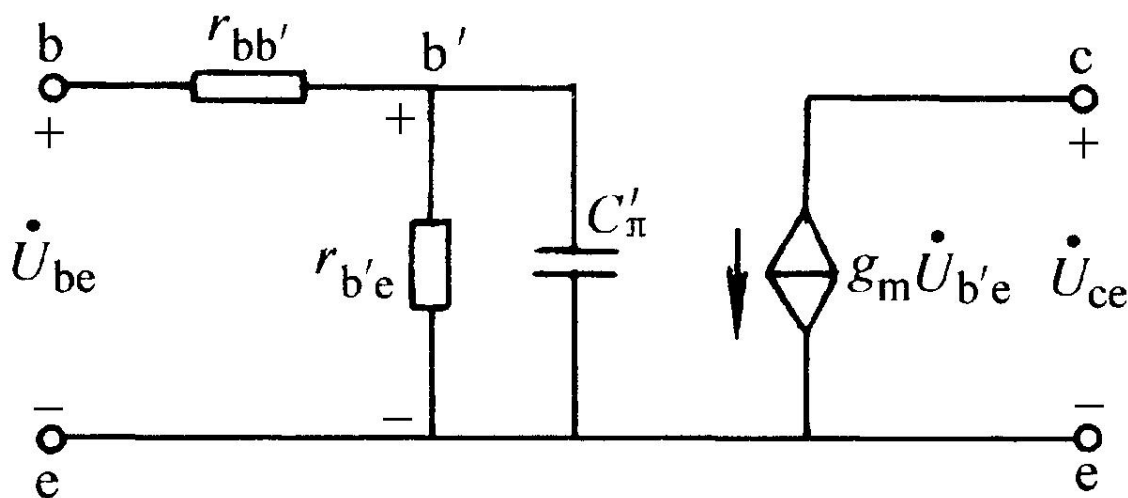 b r_bb′ b′ c
+ + +
U̇_be r_b′e C′_π g_m U̇_b′e U̇_ce
− − −
e e